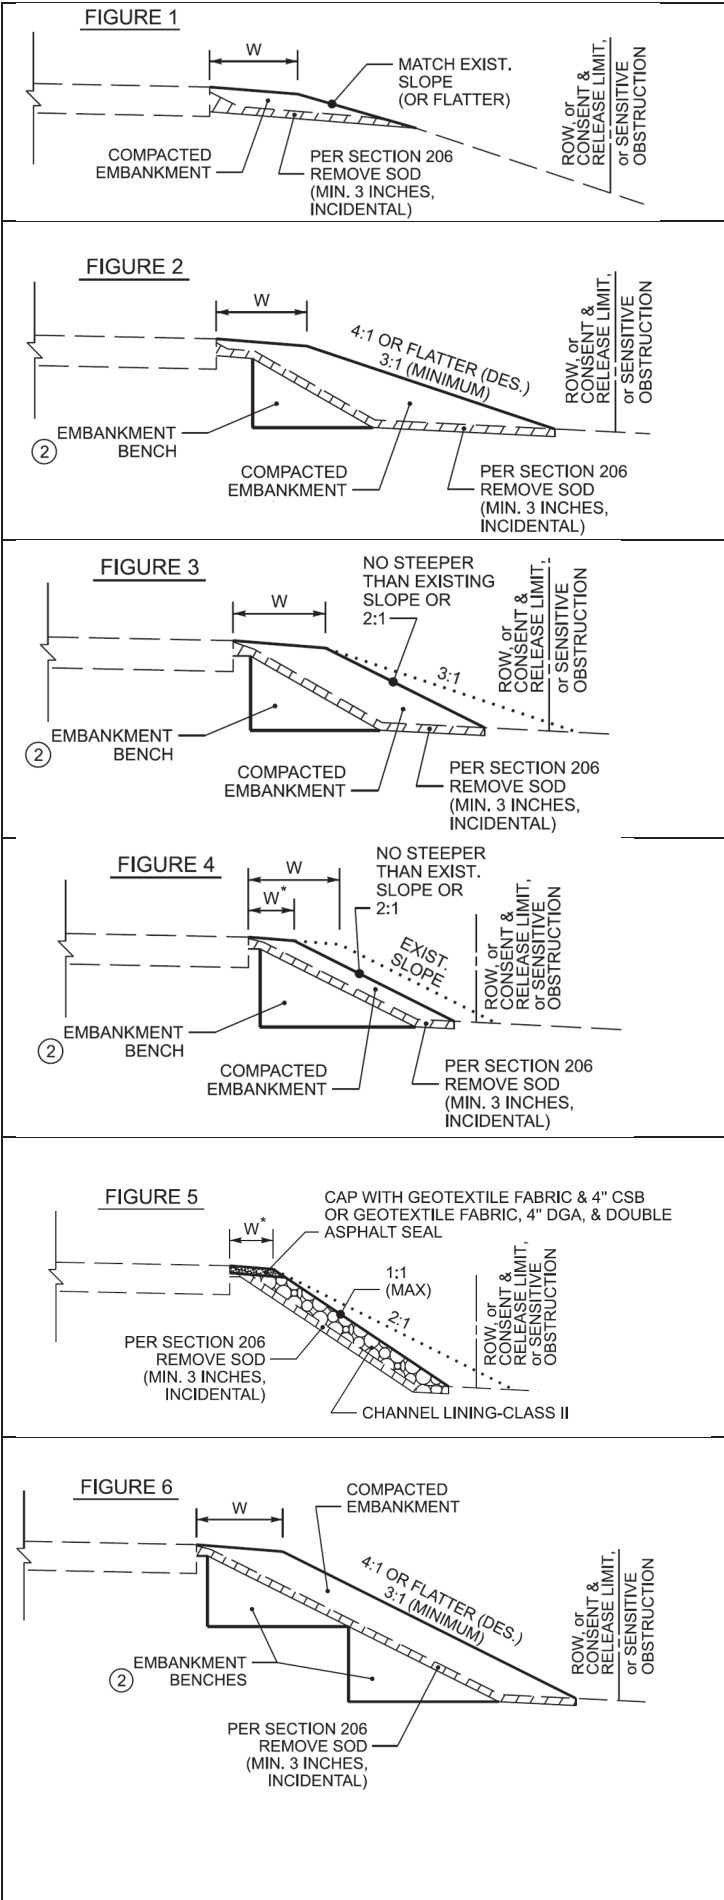 FIGURE 1
W
MATCH EXIST.
SLOPE
(OR FLATTER)
COMPACTED
EMBANKMENT
PER SECTION 206
REMOVE SOD
(MIN. 3 INCHES,
INCIDENTAL)
ROW, or
CONSENT &
RELEASE LIMIT,
or SENSITIVE
OBSTRUCTION
FIGURE 2
W
4:1 OR FLATTER (DES.)
3:1 (MINIMUM)
2
EMBANKMENT
BENCH
COMPACTED
EMBANKMENT
PER SECTION 206
REMOVE SOD
(MIN. 3 INCHES,
INCIDENTAL)
ROW, or
CONSENT &
RELEASE LIMIT,
or SENSITIVE
OBSTRUCTION
FIGURE 3
W
NO STEEPER
THAN EXISTING
SLOPE OR
2:1
3:1
2
EMBANKMENT
BENCH
COMPACTED
EMBANKMENT
PER SECTION 206
REMOVE SOD
(MIN. 3 INCHES,
INCIDENTAL)
ROW, or
CONSENT &
RELEASE LIMIT,
or SENSITIVE
OBSTRUCTION
FIGURE 4
W
W*
NO STEEPER
THAN EXIST.
SLOPE OR
2:1
EXIST.
SLOPE
2
EMBANKMENT
BENCH
COMPACTED
EMBANKMENT
PER SECTION 206
REMOVE SOD
(MIN. 3 INCHES,
INCIDENTAL)
ROW, or
CONSENT &
RELEASE LIMIT,
or SENSITIVE
OBSTRUCTION
FIGURE 5
W*
CAP WITH GEOTEXTILE FABRIC & 4" CSB
OR GEOTEXTILE FABRIC, 4" DGA, & DOUBLE
ASPHALT SEAL
1:1
(MAX)
2:1
PER SECTION 206
REMOVE SOD
(MIN. 3 INCHES,
INCIDENTAL)
CHANNEL LINING-CLASS II
ROW, or
CONSENT &
RELEASE LIMIT,
or SENSITIVE
OBSTRUCTION
FIGURE 6
W
COMPACTED
EMBANKMENT
4:1 OR FLATTER (DES.)
3:1 (MINIMUM)
2
EMBANKMENT
BENCHES
PER SECTION 206
REMOVE SOD
(MIN. 3 INCHES,
INCIDENTAL)
ROW, or
CONSENT &
RELEASE LIMIT,
or SENSITIVE
OBSTRUCTION